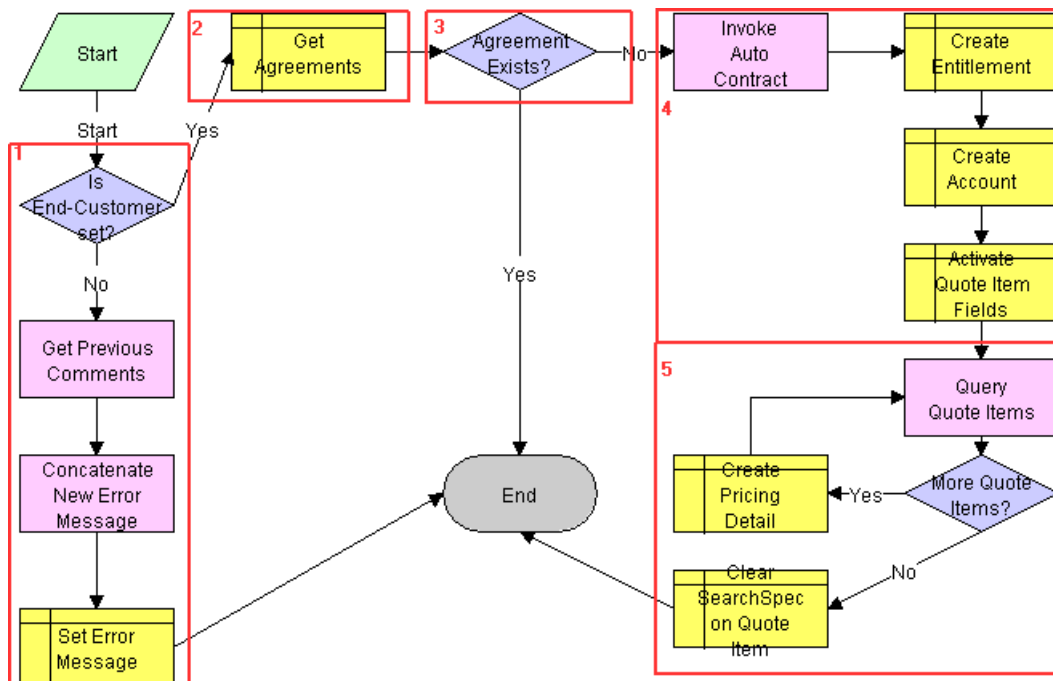 Start
Start
1
Is
End-Customer
set?
No
Get Previous
Comments
Concatenate
New Error
Message
Set Error
Message
Yes
2
Get
Agreements
3
Agreement
Exists?
Yes
End
No
4
Invoke
Auto
Contract
Create
Entitlement
Create
Account
Activate
Quote Item
Fields
5
Query
Quote Items
More Quote
Items?
Yes
Create
Pricing
Detail
No
Clear
SearchSpec
on Quote
Item